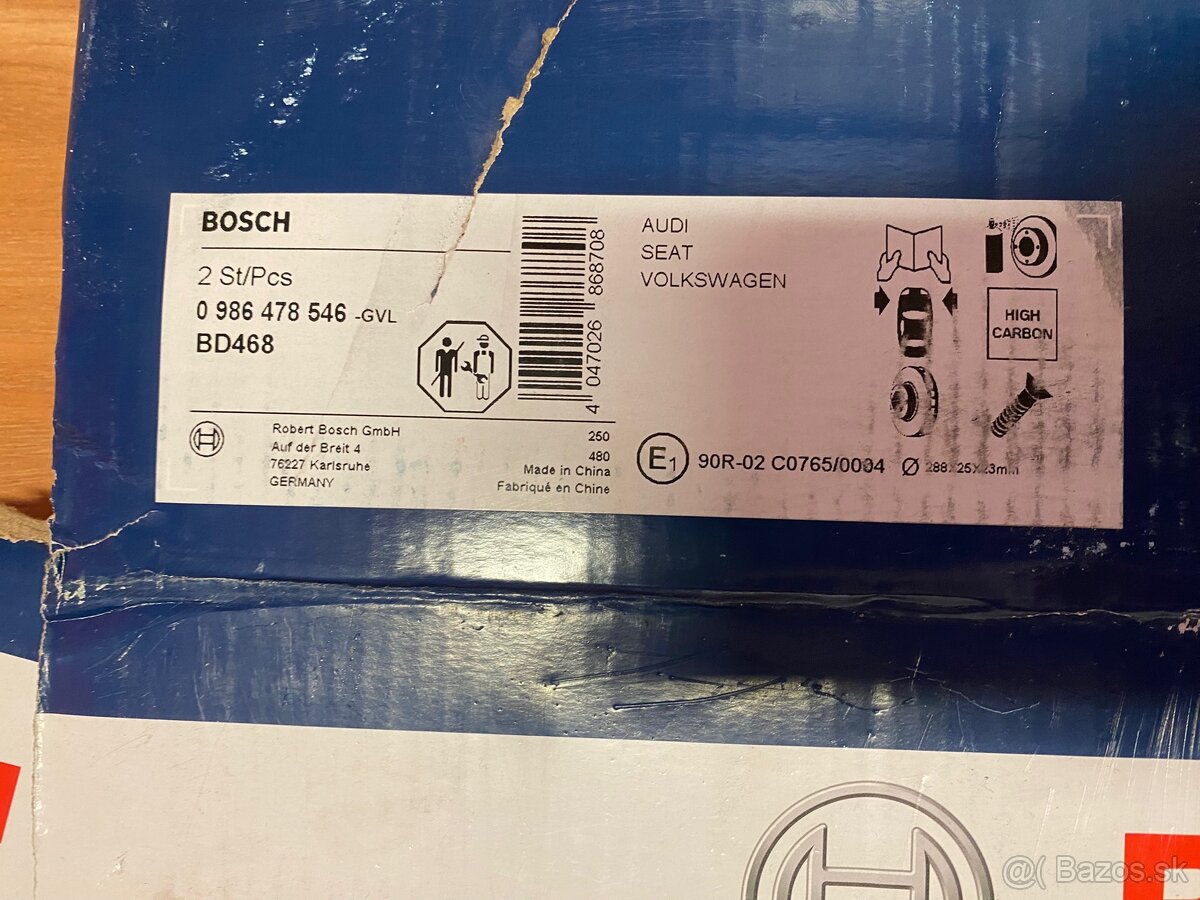 BOSCH
2 St/Pcs
0 986 478 546 -GVL
BD468
4 047026 868708
Robert Bosch GmbH
Auf der Breit 4
76227 Karlsruhe
GERMANY
250
480
Made in China
Fabriqué en Chine
AUDI
SEAT
VOLKSWAGEN
HIGH
CARBON
E1 90R-02 C0765/0004 Ø 288x25x23mm
@( Bazos.sk